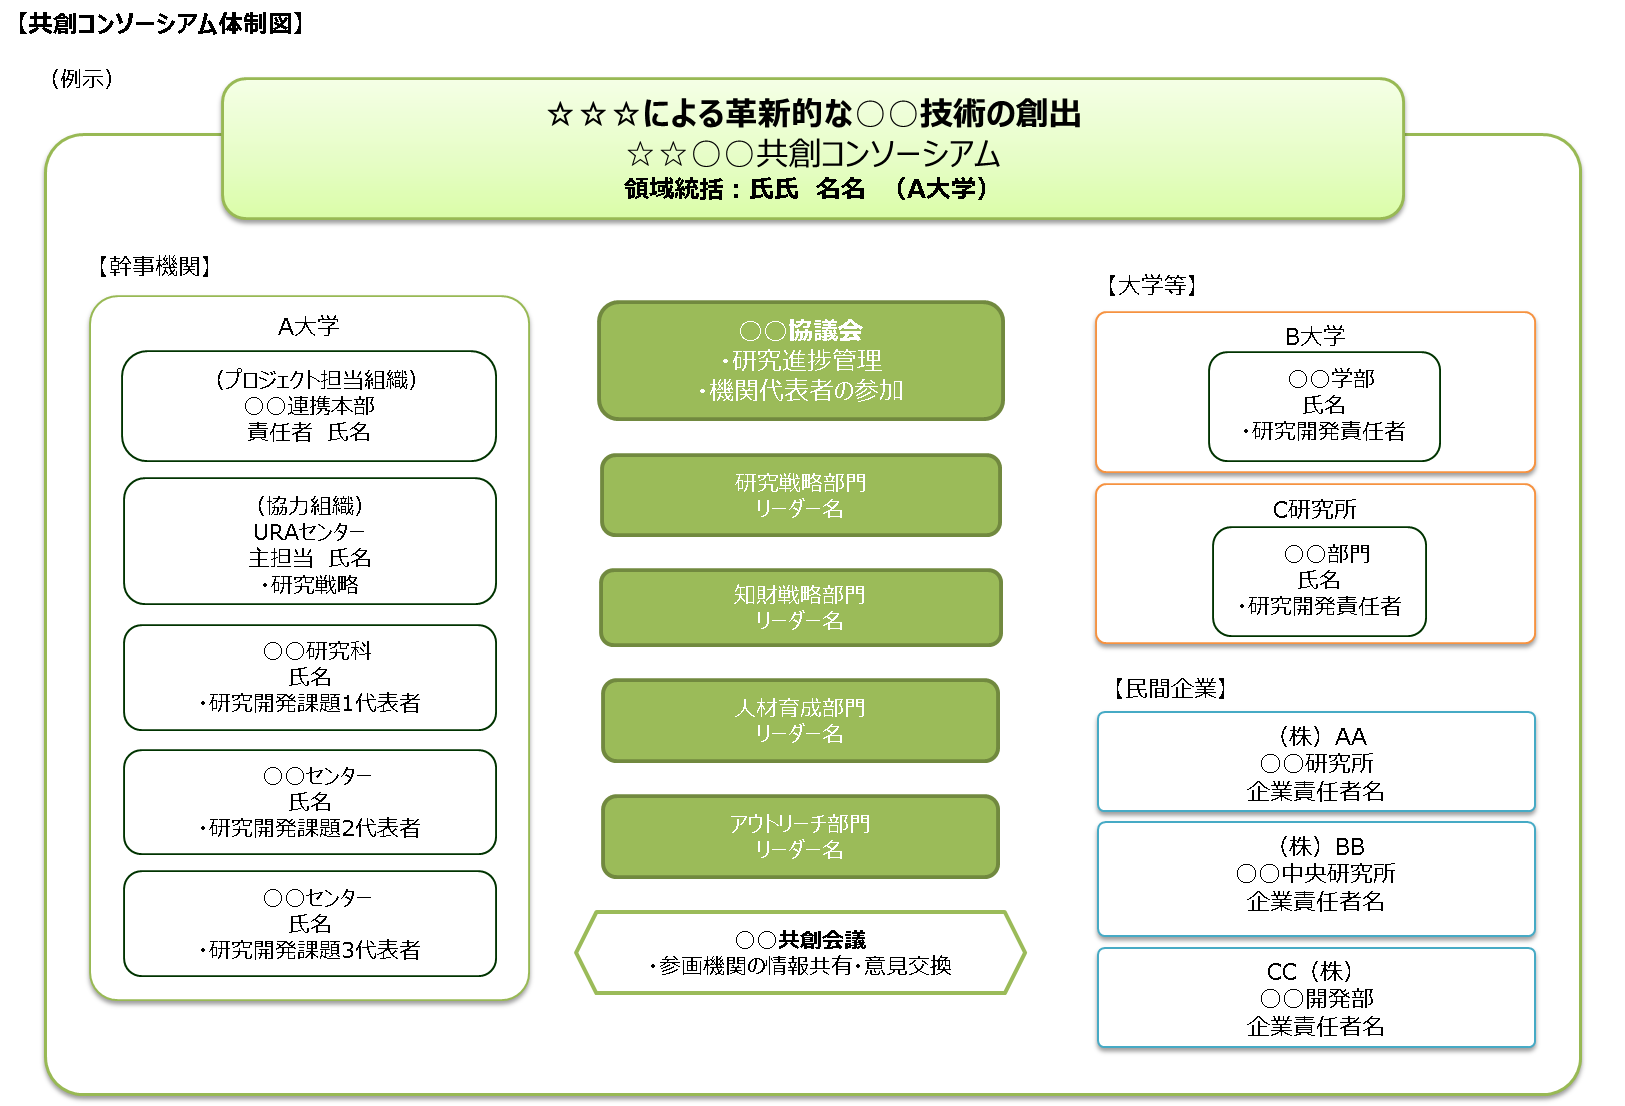 【共創コンソーシアム体制図】
（例示）
☆☆☆による革新的な○○技術の創出
☆☆○○共創コンソーシアム
領域統括：氏氏　名名　（A大学）
【幹事機関】
A大学
（プロジェクト担当組織）
○○連携本部
責任者　氏名
（協力組織）
URAセンター
主担当　氏名
・研究戦略
○○研究科
氏名
・研究開発課題1代表者
○○センター
氏名
・研究開発課題2代表者
○○センター
氏名
・研究開発課題3代表者
○○協議会
・研究進捗管理
・機関代表者の参加
研究戦略部門
リーダー名
知財戦略部門
リーダー名
人材育成部門
リーダー名
アウトリーチ部門
リーダー名
○○共創会議
・参画機関の情報共有・意見交換
【大学等】
B大学
○○学部
氏名
・研究開発責任者
C研究所
○○部門
氏名
・研究開発責任者
【民間企業】
（株）AA
○○研究所
企業責任者名
（株）BB
○○中央研究所
企業責任者名
CC（株）
○○開発部
企業責任者名